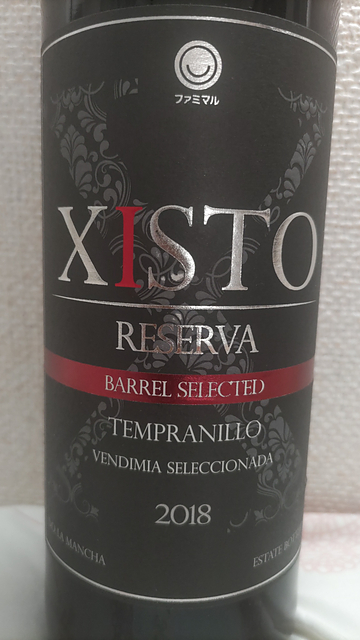 ファミマル
XISTO
RESERVA
BARREL SELECTED
TEMPRANILLO
VENDIMIA SELECCIONADA
2018
LA MANCHA
ESTATE